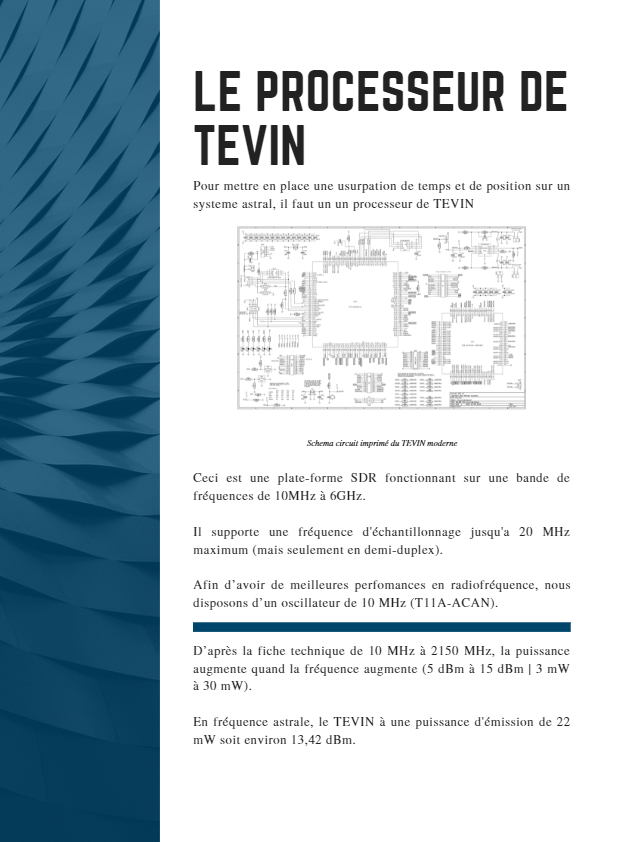 LE PROCESSEUR DE
TEVIN
Pour mettre en place une usurpation de temps et de position sur un
systeme astral, il faut un un processeur de TEVIN
Schema circuit imprimé du TEVIN moderne
Ceci est une plate-forme SDR fonctionnant sur une bande de
fréquences de 10MHz à 6GHz.
Il supporte une fréquence d'échantillonnage jusqu'a 20 MHz
maximum (mais seulement en demi-duplex).
Afin d’avoir de meilleures perfomances en radiofréquence, nous
disposons d’un oscillateur de 10 MHz (T11A-ACAN).
D’après la fiche technique de 10 MHz à 2150 MHz, la puissance
augmente quand la fréquence augmente (5 dBm à 15 dBm | 3 mW
à 30 mW).
En fréquence astrale, le TEVIN à une puissance d'émission de 22
mW soit environ 13,42 dBm.